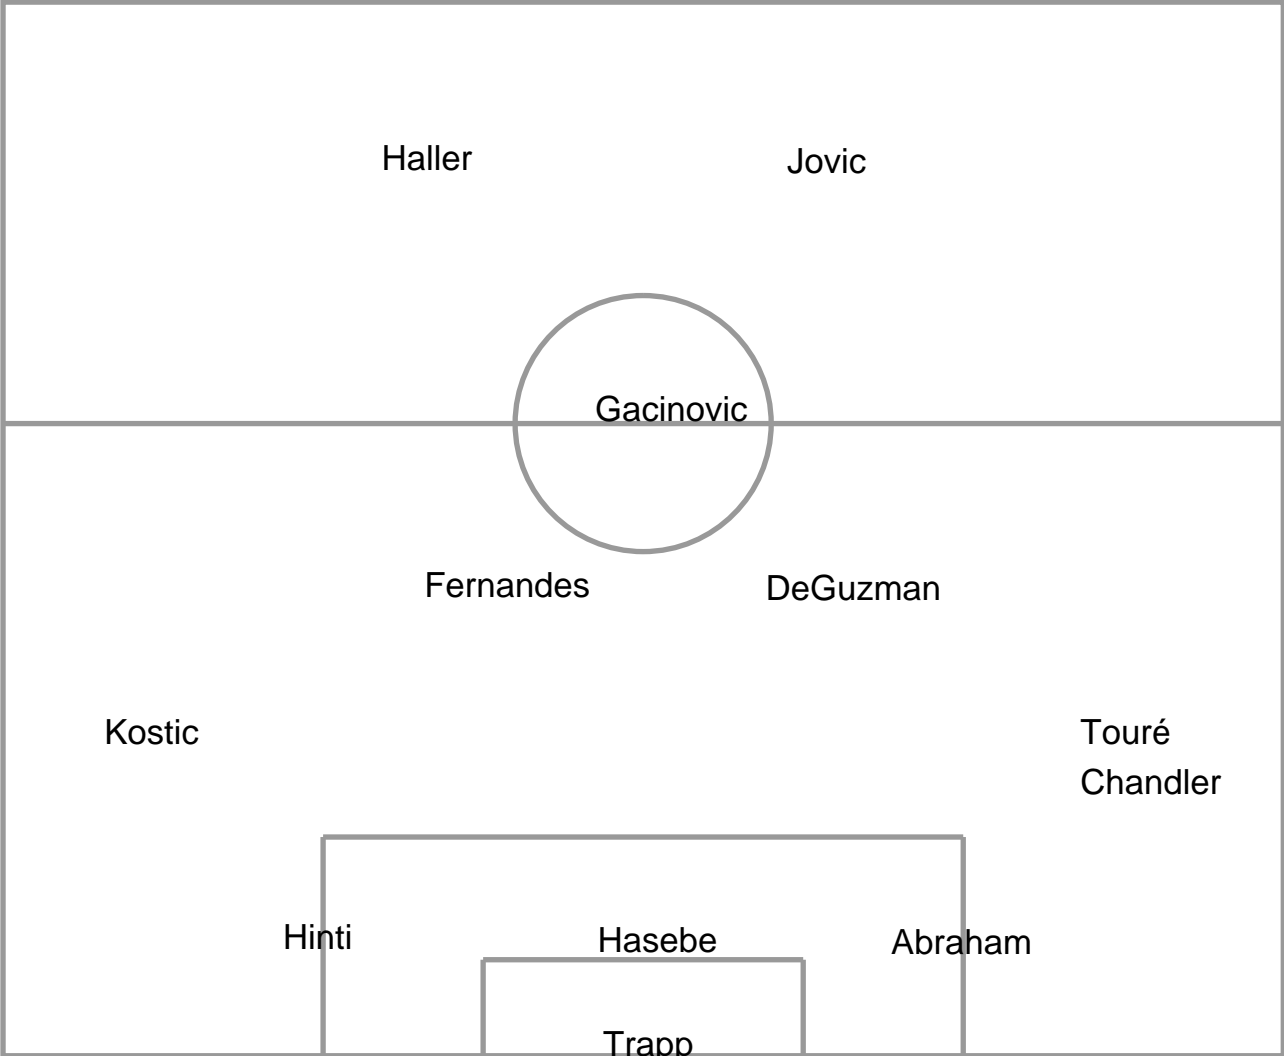 Haller
Jovic
Gacinovic
Fernandes
DeGuzman
Kostic
Touré
Chandler
Hinti
Hasebe
Abraham
Trapp